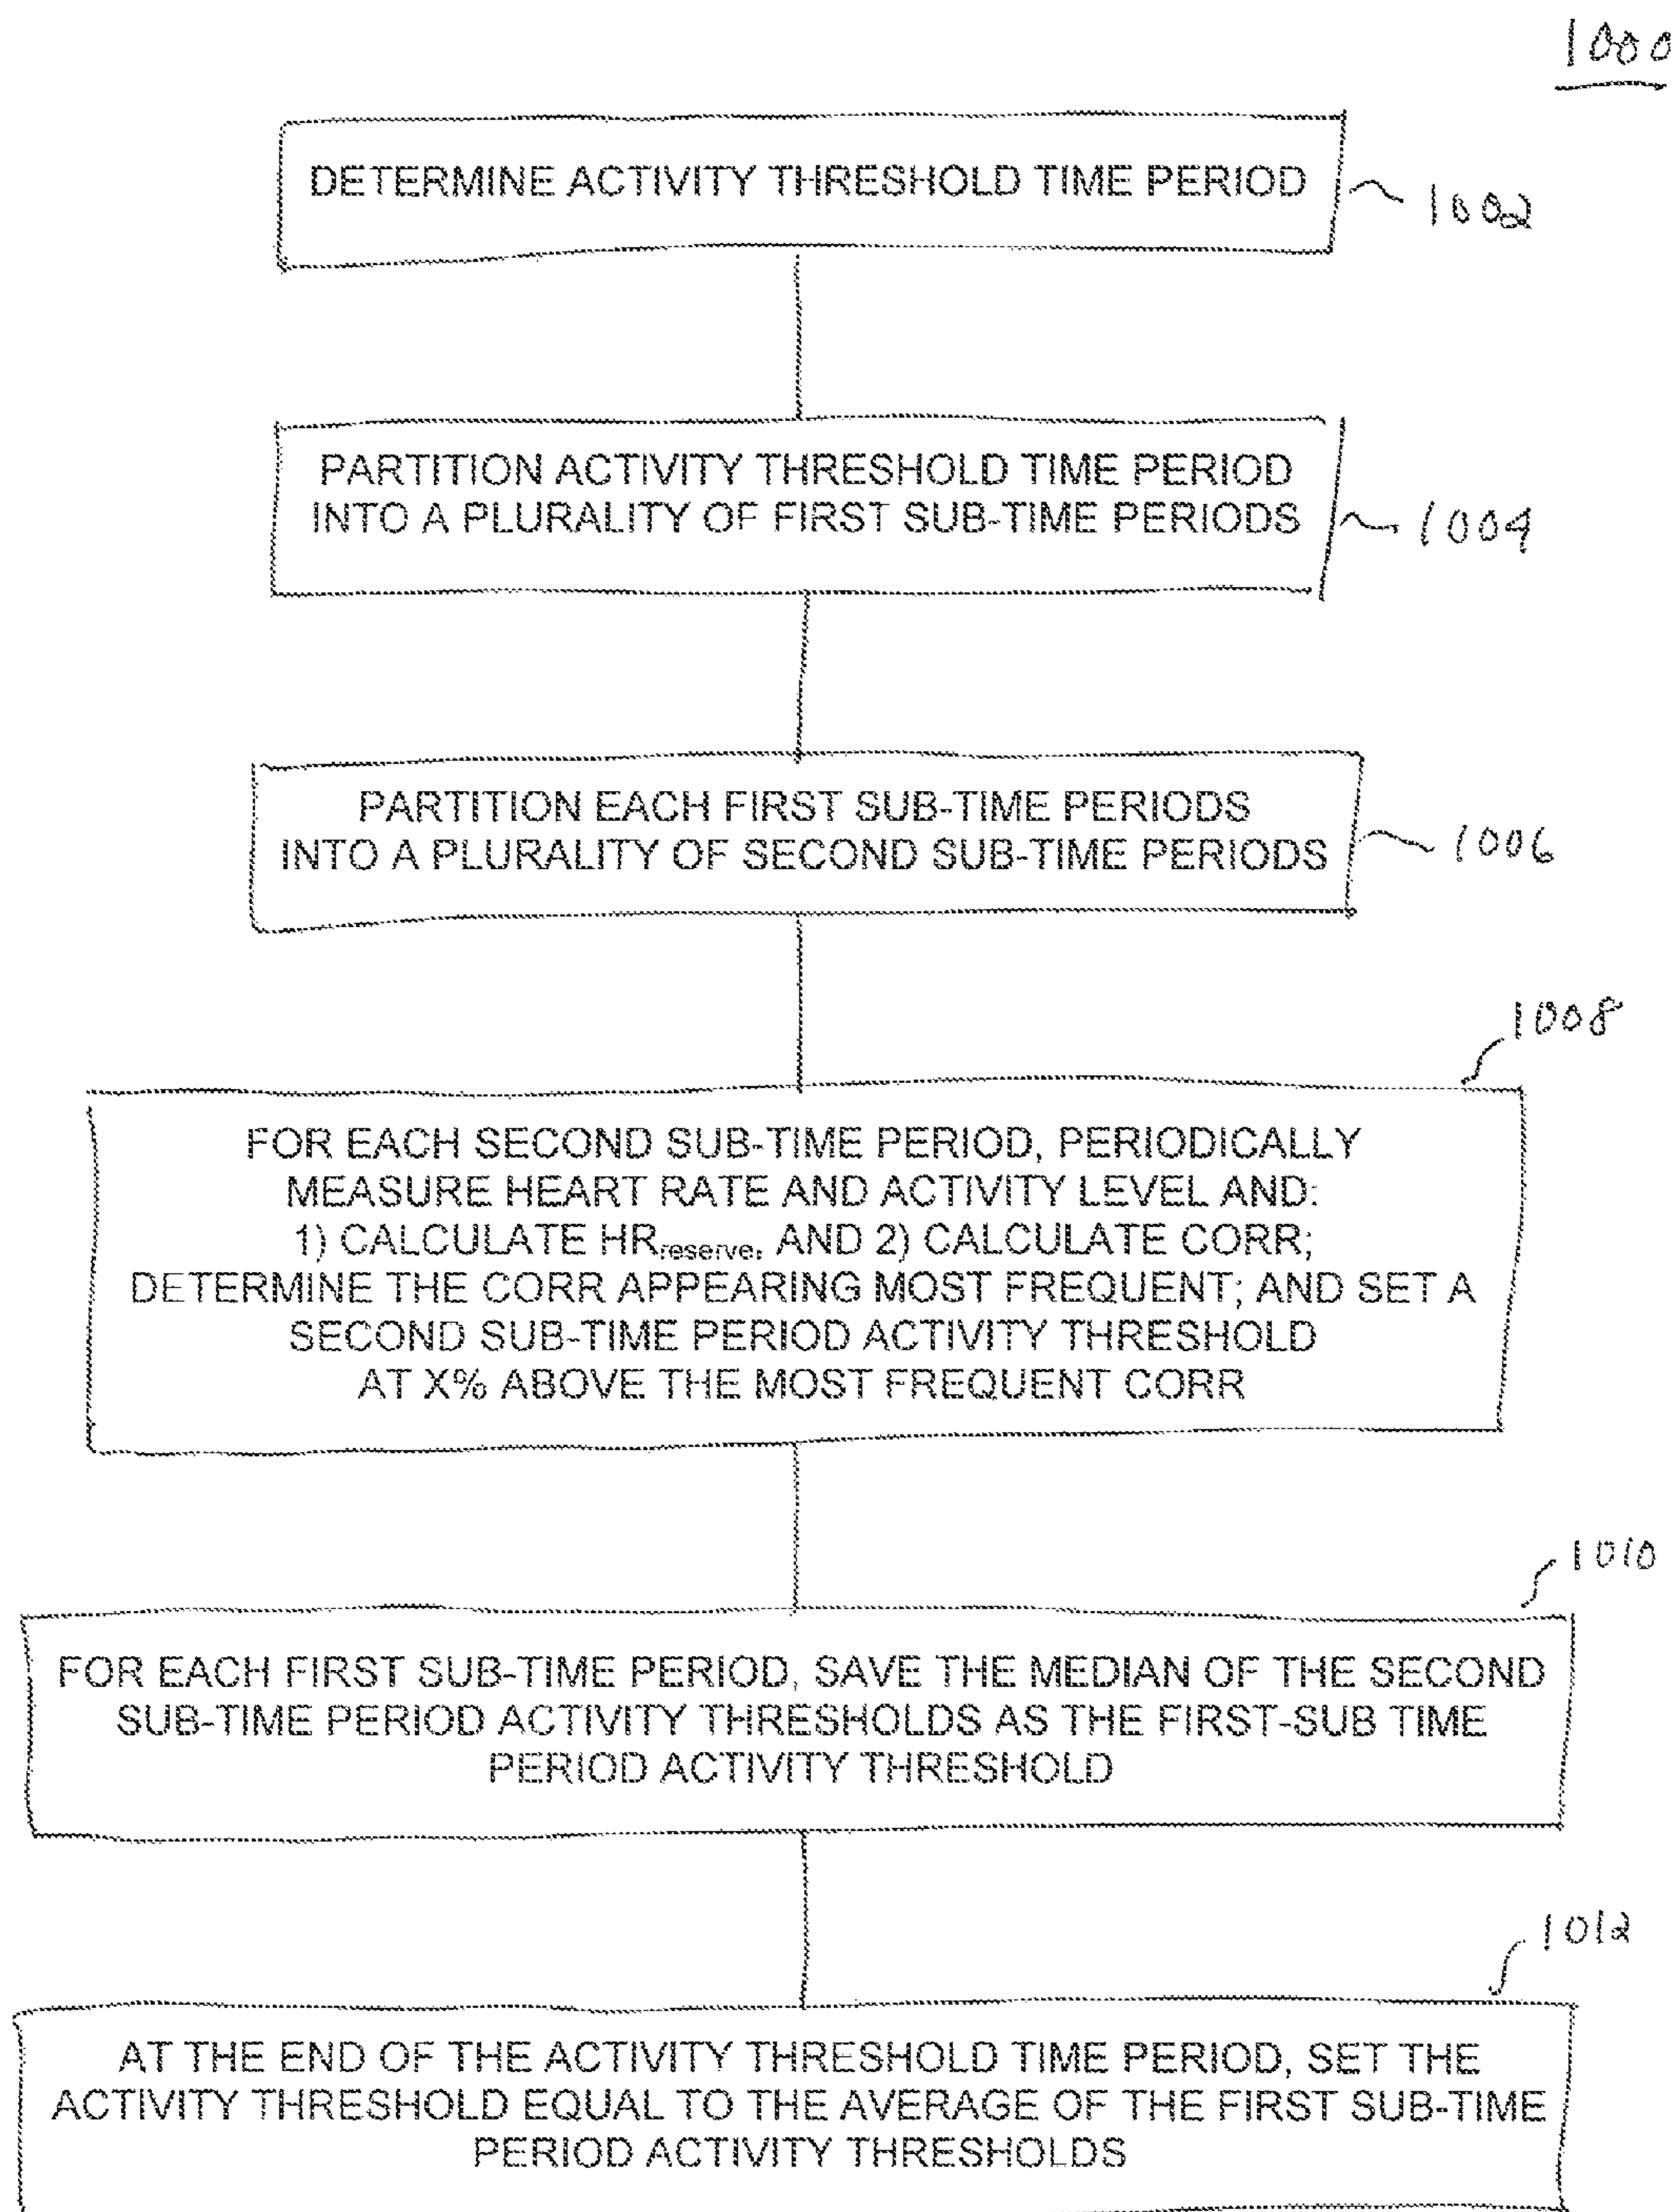 1000
DETERMINE ACTIVITY THRESHOLD TIME PERIOD
1002
PARTITION ACTIVITY THRESHOLD TIME PERIOD
INTO A PLURALITY OF FIRST SUB-TIME PERIODS
1004
PARTITION EACH FIRST SUB-TIME PERIODS
INTO A PLURALITY OF SECOND SUB-TIME PERIODS
1006
1008
FOR EACH SECOND SUB-TIME PERIOD, PERIODICALLY
MEASURE HEART RATE AND ACTIVITY LEVEL AND:
1) CALCULATE HRreserve, AND 2) CALCULATE CORR;
DETERMINE THE CORR APPEARING MOST FREQUENT; AND SET A
SECOND SUB-TIME PERIOD ACTIVITY THRESHOLD
AT X% ABOVE THE MOST FREQUENT CORR
1010
FOR EACH FIRST SUB-TIME PERIOD, SAVE THE MEDIAN OF THE SECOND
SUB-TIME PERIOD ACTIVITY THRESHOLDS AS THE FIRST-SUB TIME
PERIOD ACTIVITY THRESHOLD
1012
AT THE END OF THE ACTIVITY THRESHOLD TIME PERIOD, SET THE
ACTIVITY THRESHOLD EQUAL TO THE AVERAGE OF THE FIRST SUB-TIME
PERIOD ACTIVITY THRESHOLDS